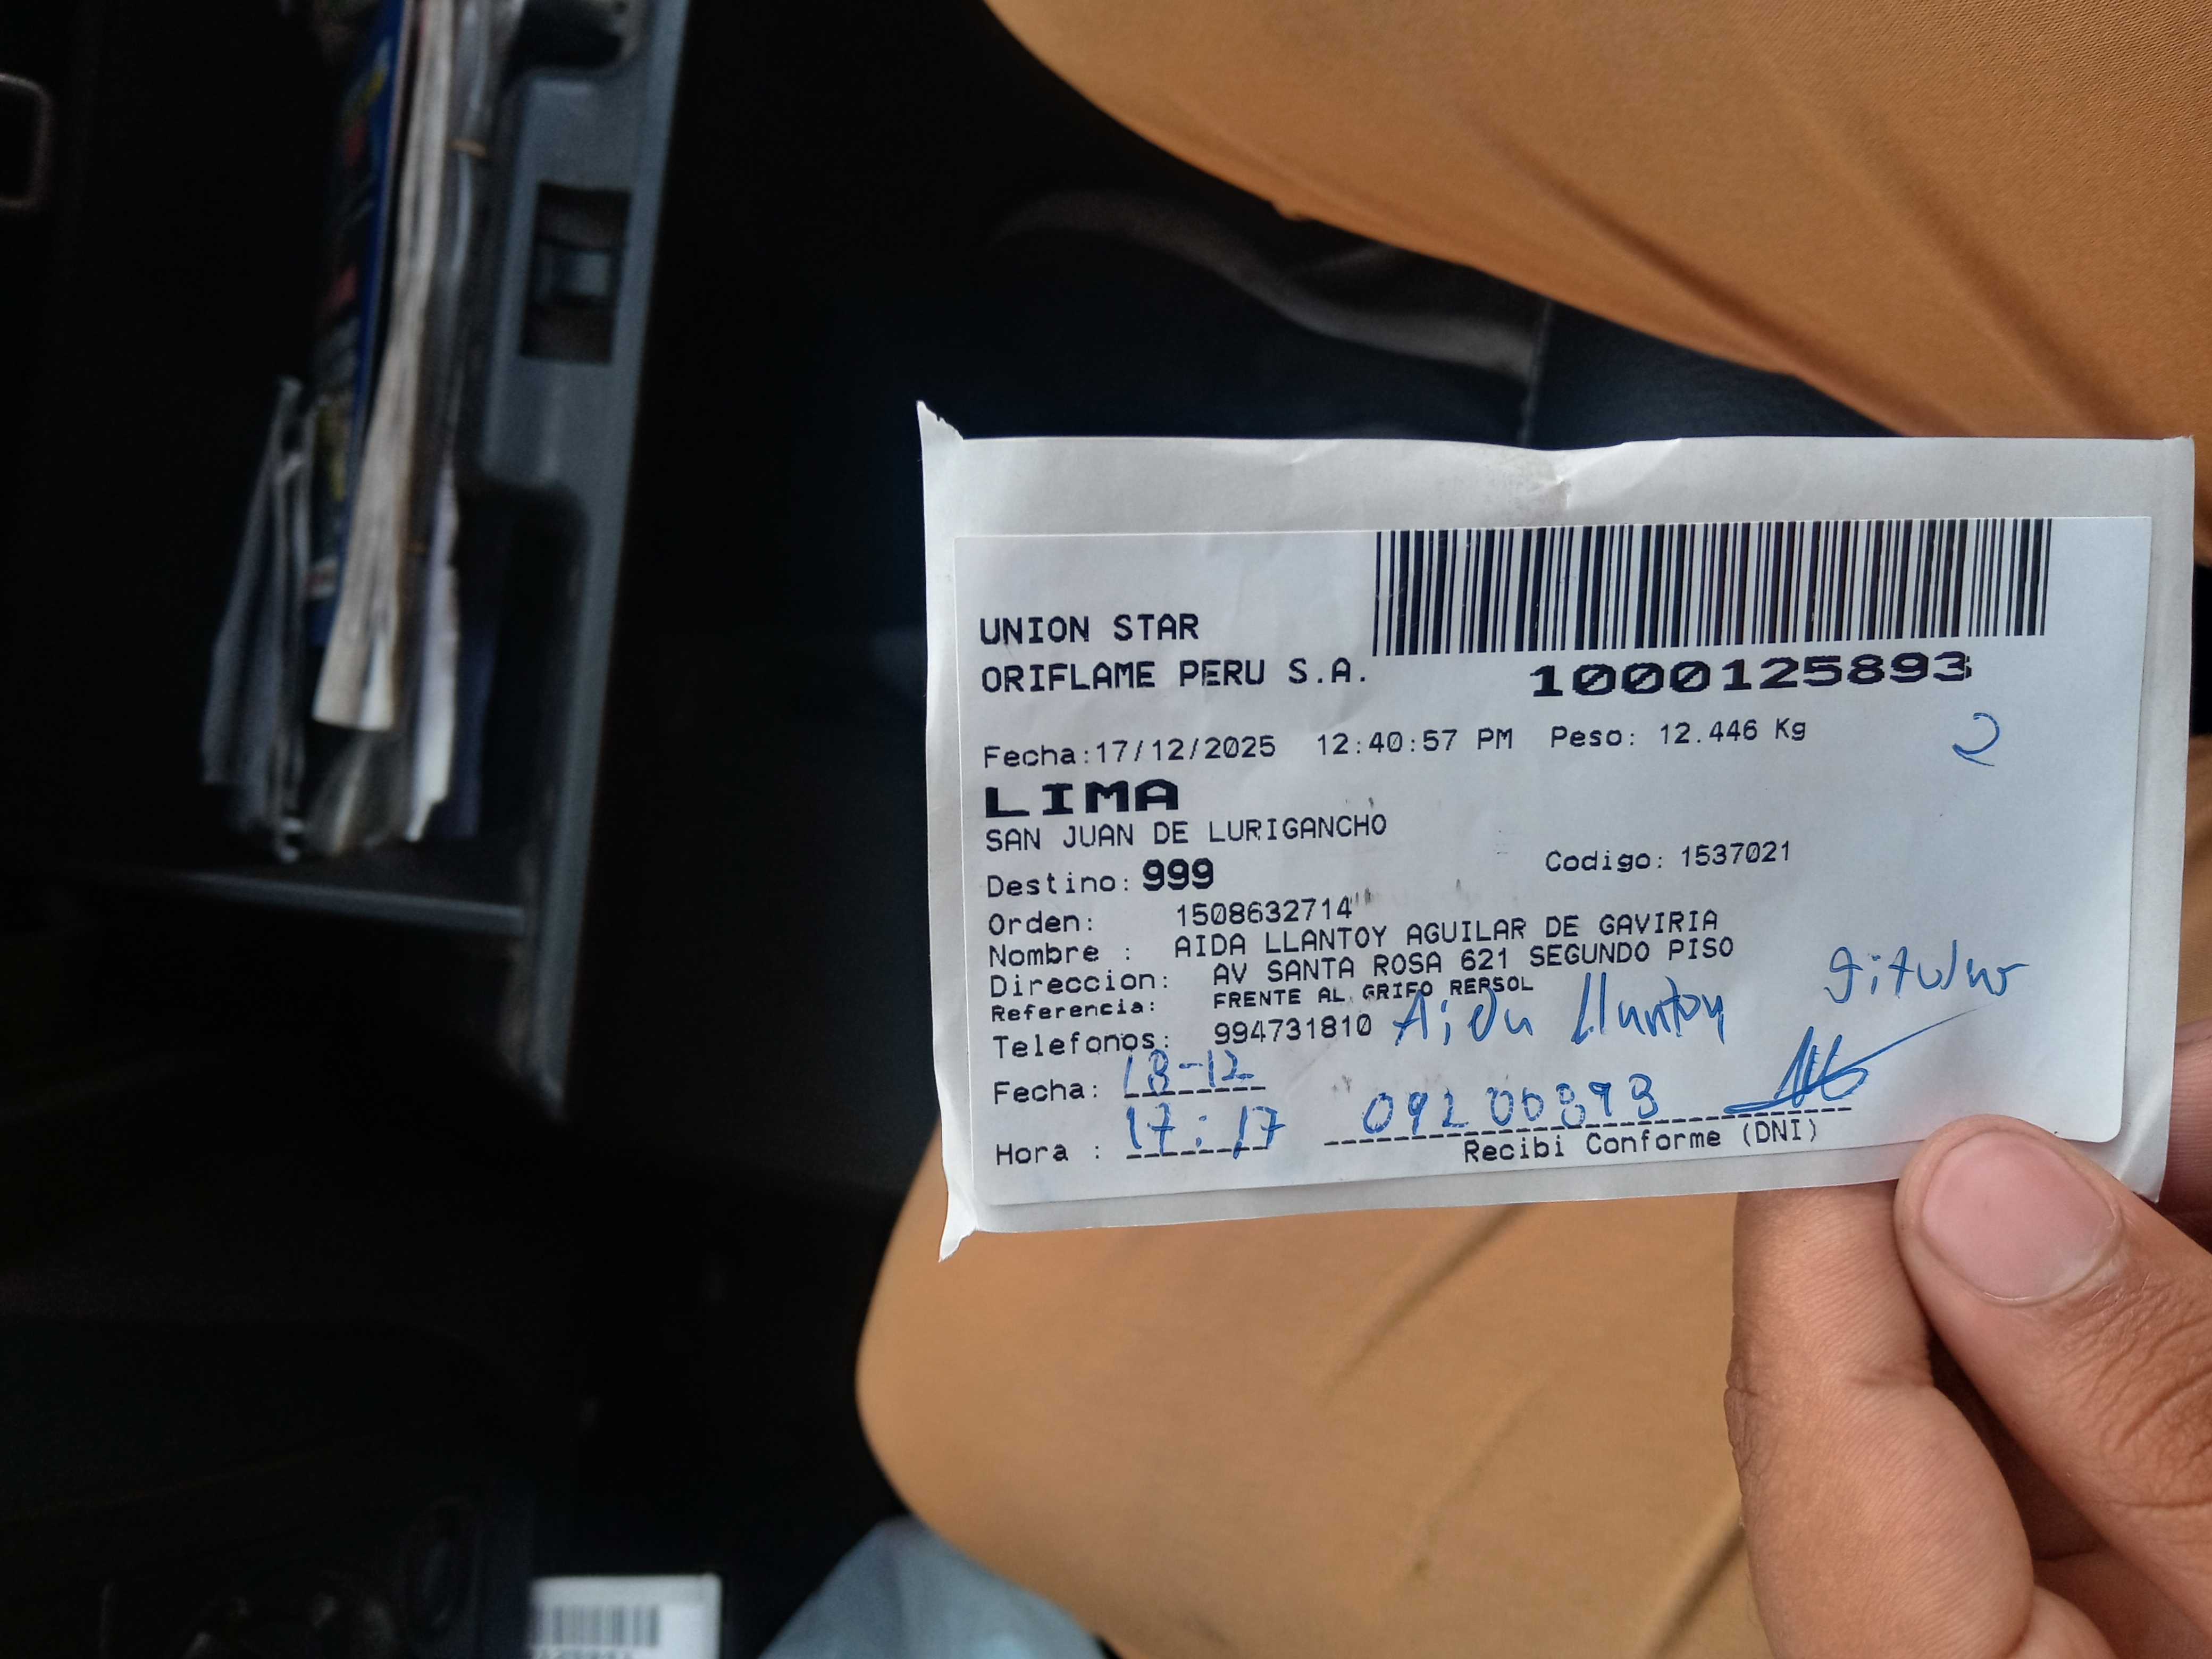 UNION STAR
ORIFLAME PERU S.A.
1000125893
Fecha:17/12/2025 12:40:57 PM Peso: 12.446 Kg
2
LIMA
SAN JUAN DE LURIGANCHO
Destino: 999 Codigo: 1537021
Orden: 1508632714
Nombre : AIDA LLANTOY AGUILAR DE GAVIRIA
Direccion: AV SANTA ROSA 621 SEGUNDO PISO
Referencia: FRENTE AL GRIFO REPSOL
Telefonos: 994731810 Aida Llantoy titular
Fecha: 18-12
Hora : 17:17 09200893
Recibi Conforme (DNI)